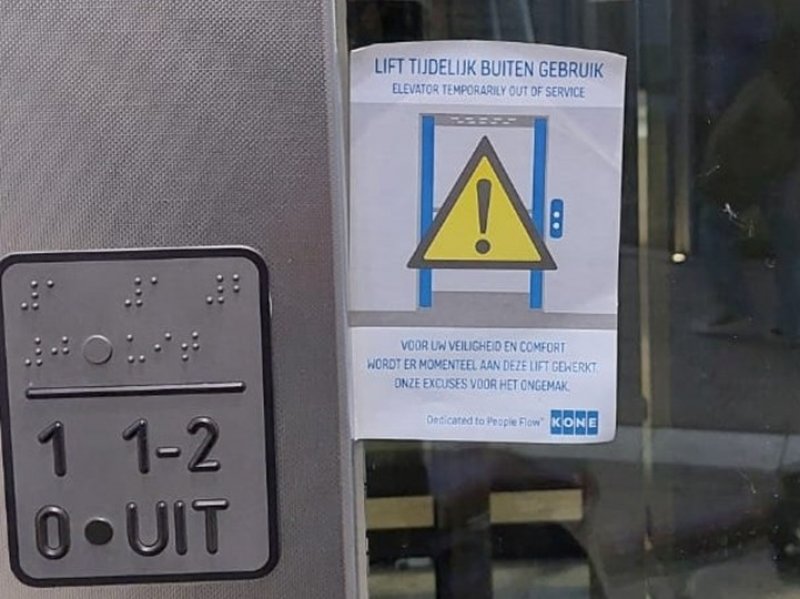 LIFT TIJDELIJK BUITEN GEBRUIK
ELEVATOR TEMPORARILY OUT OF SERVICE
VOOR UW VEILIGHEID EN COMFORT
WORDT ER MOMENTEEL AAN DEZE LIFT GEWERKT.
ONZE EXCUSES VOOR HET ONGEMAK.
Dedicated to People Flow™ KONE
1 1-2
0 ● UIT